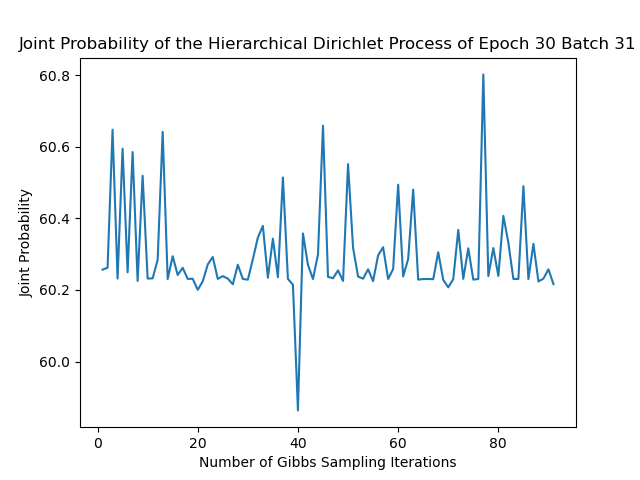 Joint Probability of the Hierarchical Dirichlet Process of Epoch 30 Batch 31
60.8
60.6
60.4
60.2
60.0
Joint Probability
0 20 40 60 80
Number of Gibbs Sampling Iterations